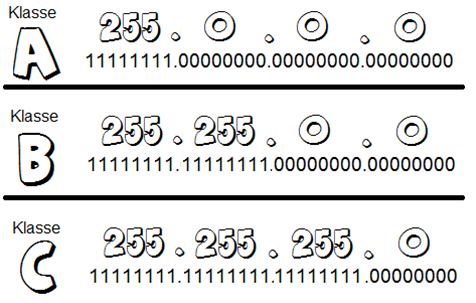 Klasse
A
255 . 0 . 0 . 0
11111111.00000000.00000000.00000000
Klasse
B
255 . 255 . 0 . 0
11111111.11111111.00000000.00000000
Klasse
C
255 . 255 . 255 . 0
11111111.11111111.11111111.00000000